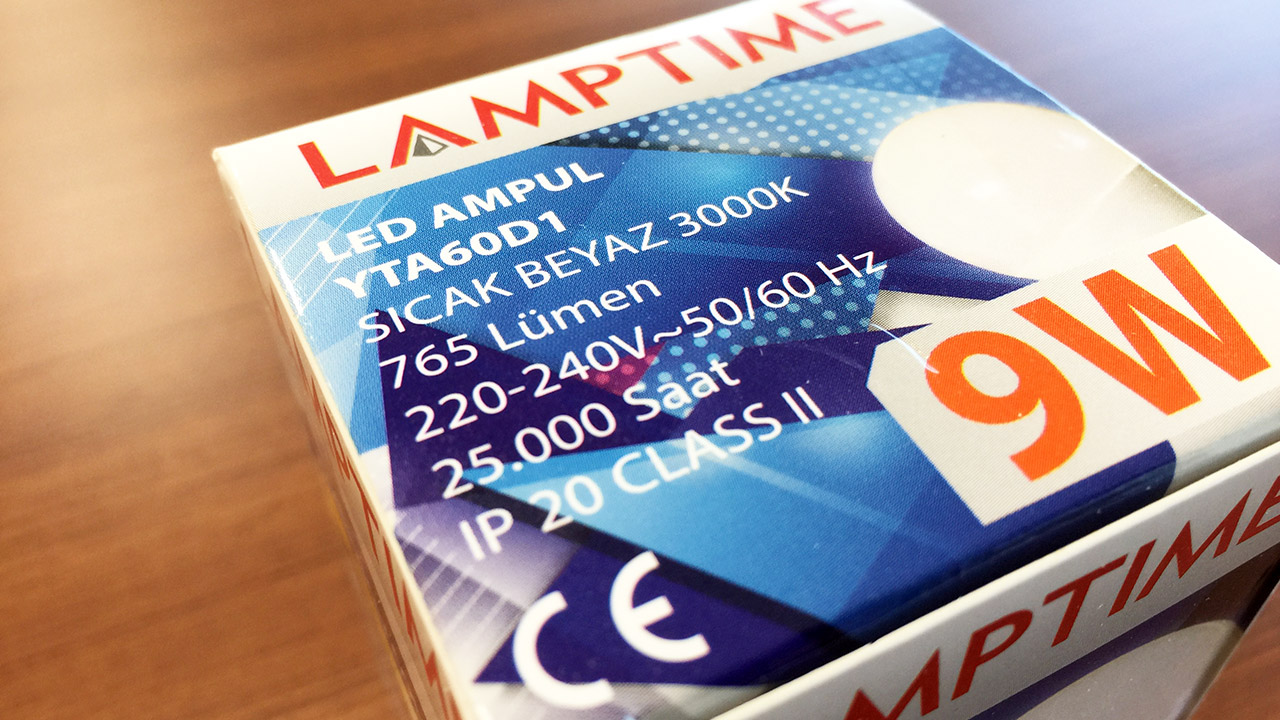 LAMPTIME
LED AMPUL
YTA60D1
SICAK BEYAZ 3000K
765 Lümen
220-240V~50/60 Hz
25.000 Saat
IP 20 CLASS II
9W
CE
MPTIME